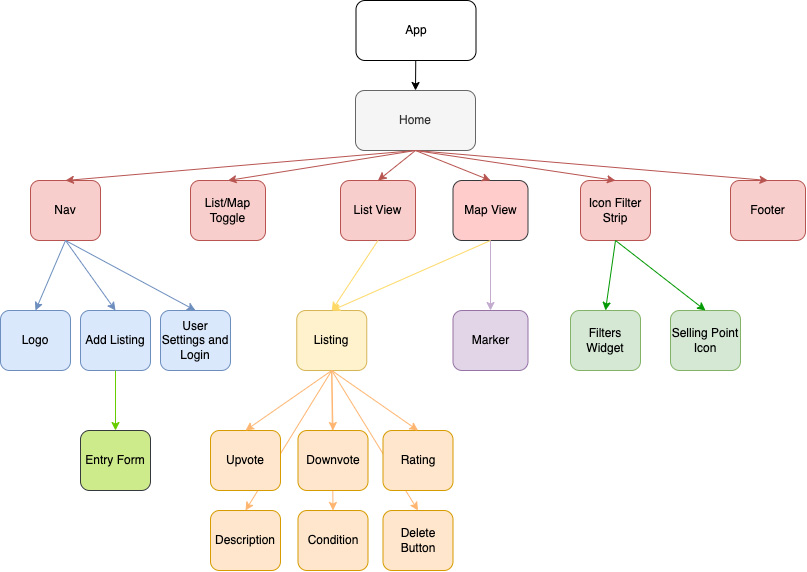 App
Home
Nav
List/Map
Toggle
List View
Map View
Icon Filter
Strip
Footer
Logo
Add Listing
User
Settings and
Login
Listing
Marker
Filters
Widget
Selling Point
Icon
Entry Form
Upvote
Downvote
Rating
Description
Condition
Delete
Button